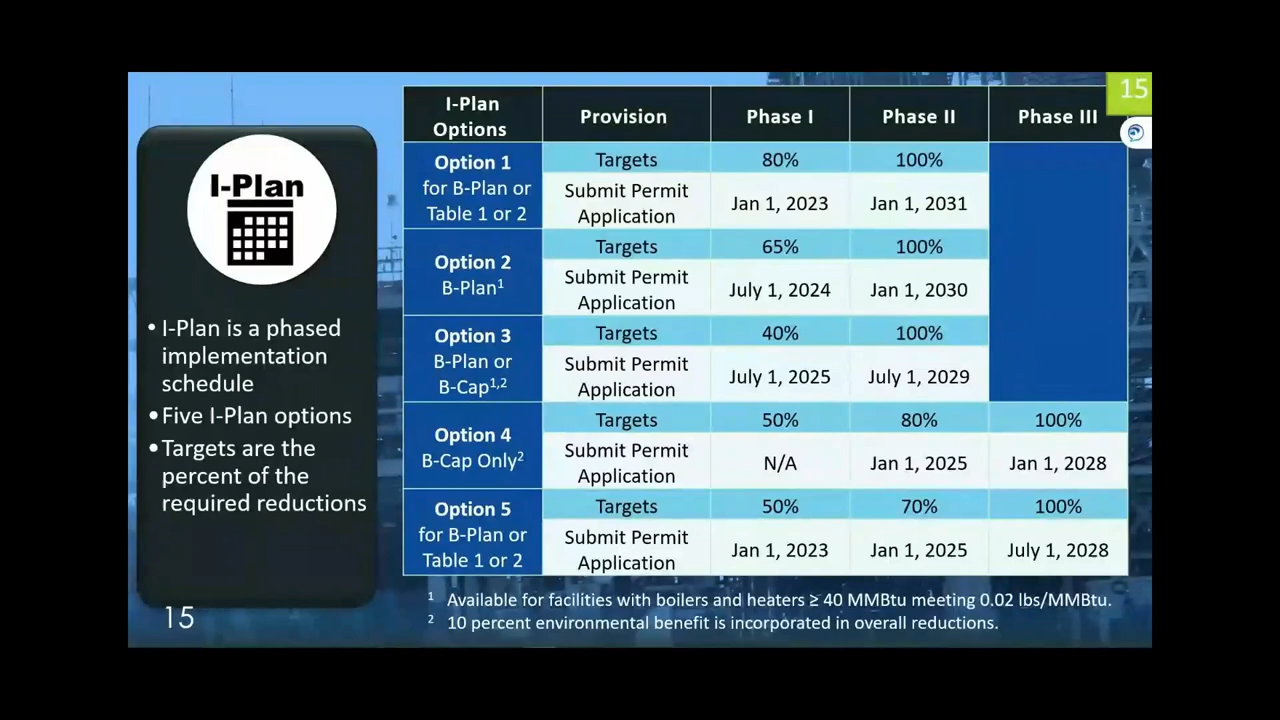 15
I-Plan
• I-Plan is a phased
implementation
schedule
• Five I-Plan options
• Targets are the
percent of the
required reductions
15
I-Plan
Options
Provision
Phase I
Phase II
Phase III
Option 1
for B-Plan or
Table 1 or 2
Targets
80%
100%
Submit Permit
Application
Jan 1, 2023
Jan 1, 2031
Option 2
B-Plan¹
Targets
65%
100%
Submit Permit
Application
July 1, 2024
Jan 1, 2030
Option 3
B-Plan or
B-Cap¹,²
Targets
40%
100%
Submit Permit
Application
July 1, 2025
July 1, 2029
Option 4
B-Cap Only²
Targets
50%
80%
100%
Submit Permit
Application
N/A
Jan 1, 2025
Jan 1, 2028
Option 5
for B-Plan or
Table 1 or 2
Targets
50%
70%
100%
Submit Permit
Application
Jan 1, 2023
Jan 1, 2025
July 1, 2028
¹ Available for facilities with boilers and heaters ≥ 40 MMBtu meeting 0.02 lbs/MMBtu.
² 10 percent environmental benefit is incorporated in overall reductions.